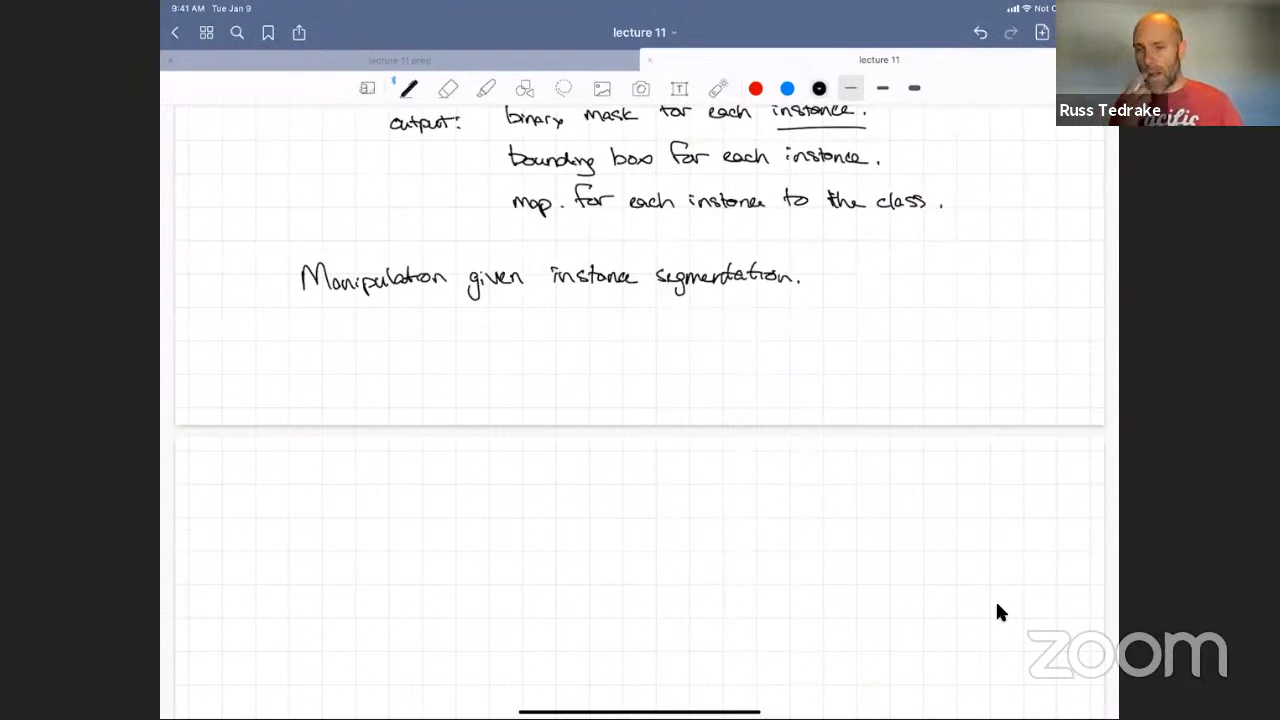 9:41 AM Tue Jan 9
Not C
lecture 11
lecture 11 prep
lecture 11
T
Russ Tedrake
acific
output: binary mask for each instance.
bounding box for each instance.
map. for each instance to the class.
Manipulation given instance segmentation.
zoom